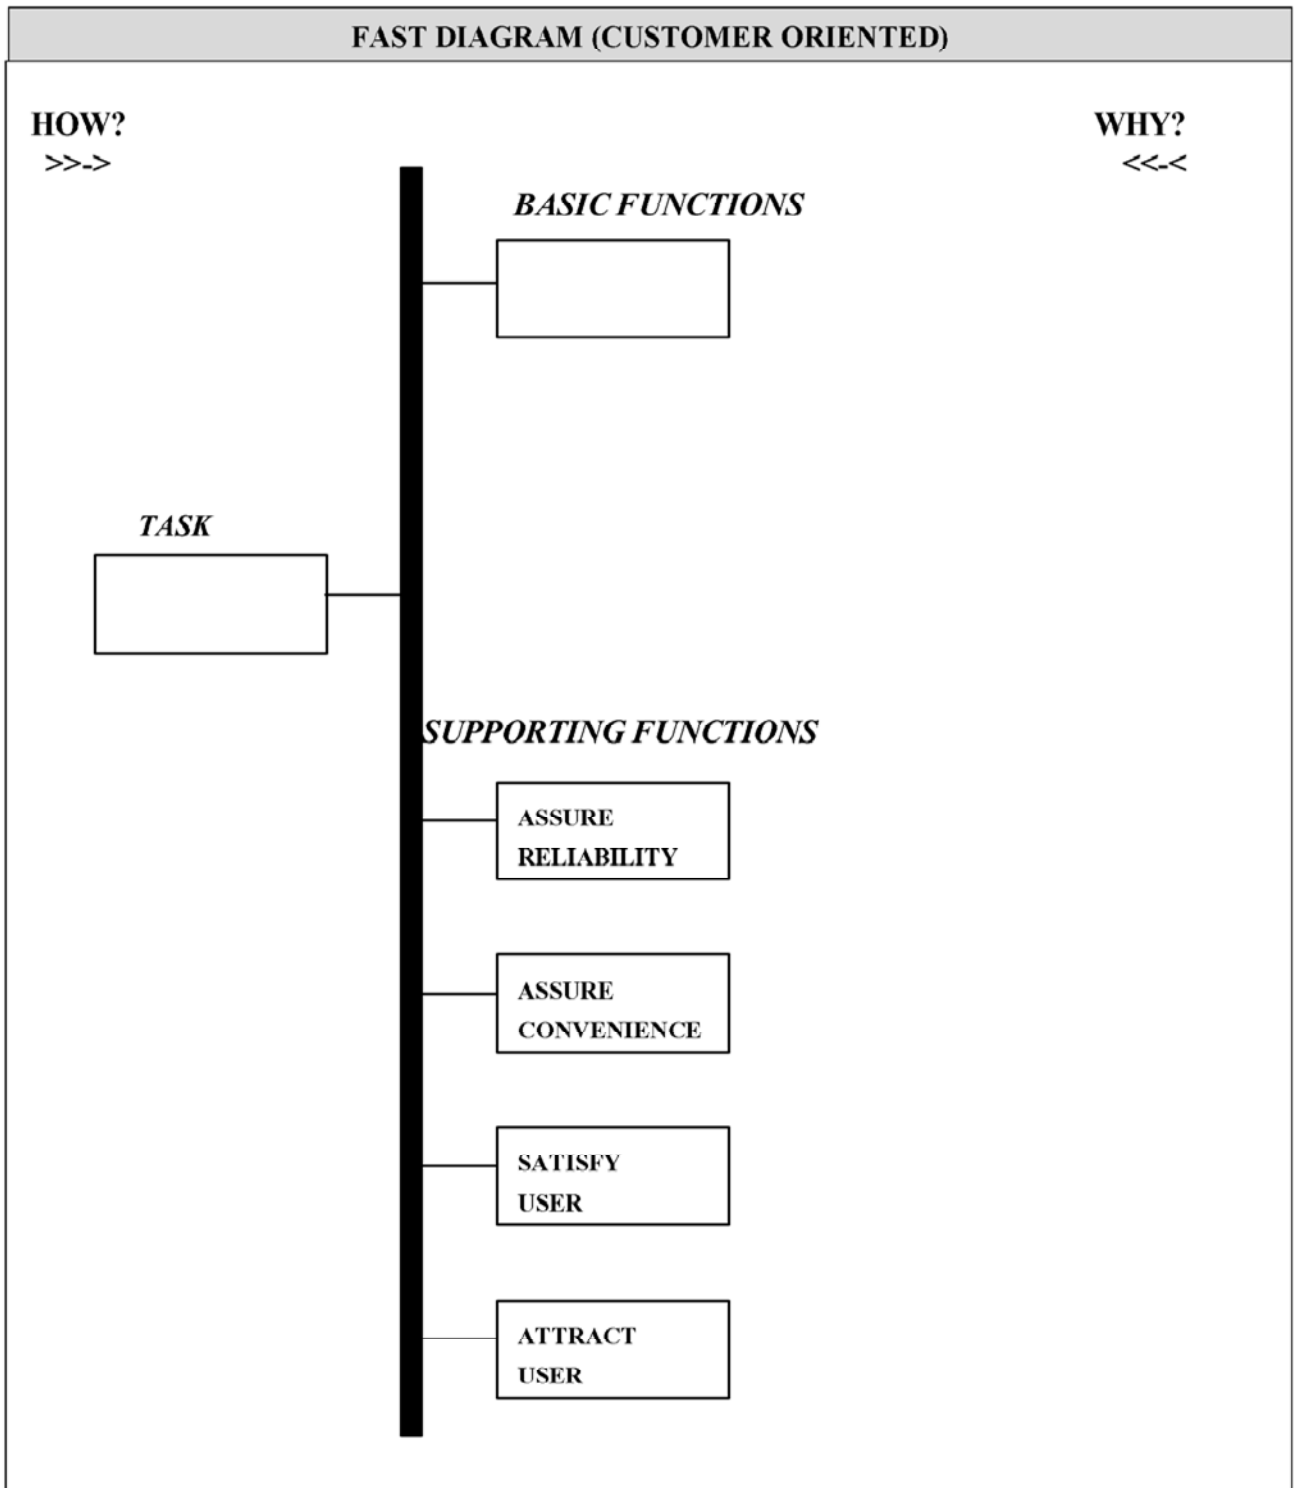 FAST DIAGRAM (CUSTOMER ORIENTED)
HOW?
>>->
WHY?
<<-<
BASIC FUNCTIONS
TASK
SUPPORTING FUNCTIONS
ASSURE
RELIABILITY
ASSURE
CONVENIENCE
SATISFY
USER
ATTRACT
USER